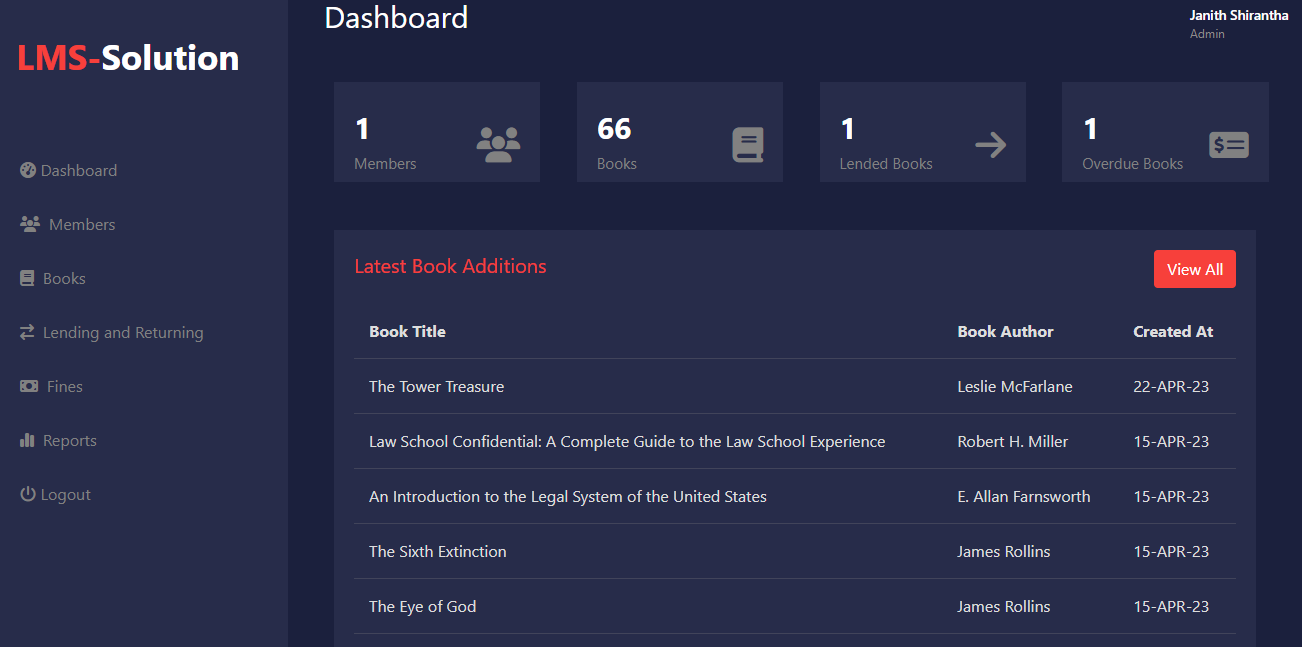 LMS-Solution
Dashboard
Members
Books
Lending and Returning
Fines
Reports
Logout
Dashboard
Janith Shirantha
Admin
1
Members
66
Books
1
Lended Books
1
Overdue Books
Latest Book Additions
View All
Book Title Book Author Created At
The Tower Treasure Leslie McFarlane 22-APR-23
Law School Confidential: A Complete Guide to the Law School Experience Robert H. Miller 15-APR-23
An Introduction to the Legal System of the United States E. Allan Farnsworth 15-APR-23
The Sixth Extinction James Rollins 15-APR-23
The Eye of God James Rollins 15-APR-23